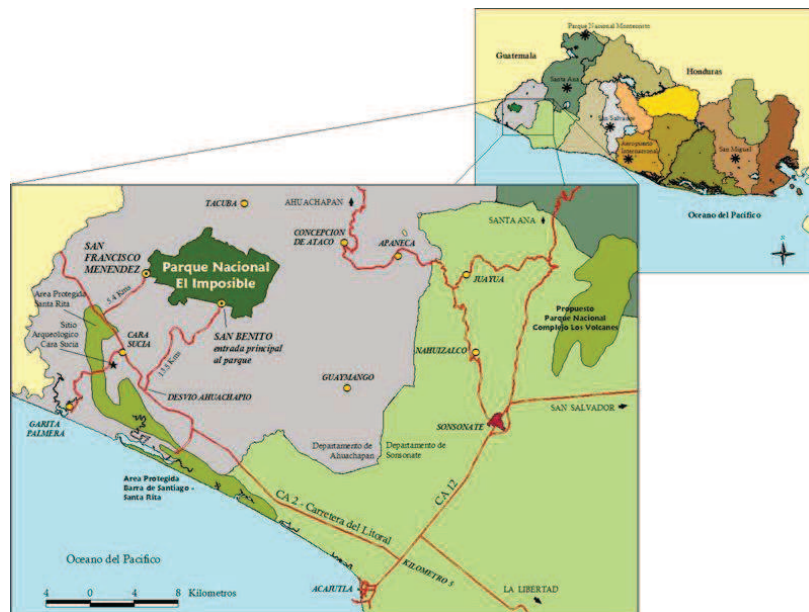 Parque Nacional Montecristo
Guatemala
Honduras
Santa Ana
San Salvador
Aeropuerto
Internacional
San Miguel
Oceano del Pacifico
TACUBA
AHUACHAPAN
SANTA ANA
CONCEPCION
DE ATACO
APANECA
SAN
FRANCISCO
MENENDEZ
Parque Nacional
El Imposible
JUAYUA
5.4 Kms
Area Protegida
Santa Rita
Sitio
Arqueologico
Cara Sucia
CARA
SUCIA
13.5 Kms
SAN BENITO
entrada principal
al parque
Propuesto
Parque Nacional
Complejo Los Volcanes
NAHUIZALCO
GUAYMANGO
DESVIO AHUACHAPIO
GARITA
PALMERA
SAN SALVADOR
SONSONATE
Departamento de
Ahuachapan
Departamento de
Sonsonate
Area Protegida
Barra de Santiago -
Santa Rita
CA 12
CA 2 - Carretera del Litoral
Oceano del Pacifico
KILOMETRO 5
4 0 4 8 Kilometros
ACAJUTLA
LA LIBERTAD